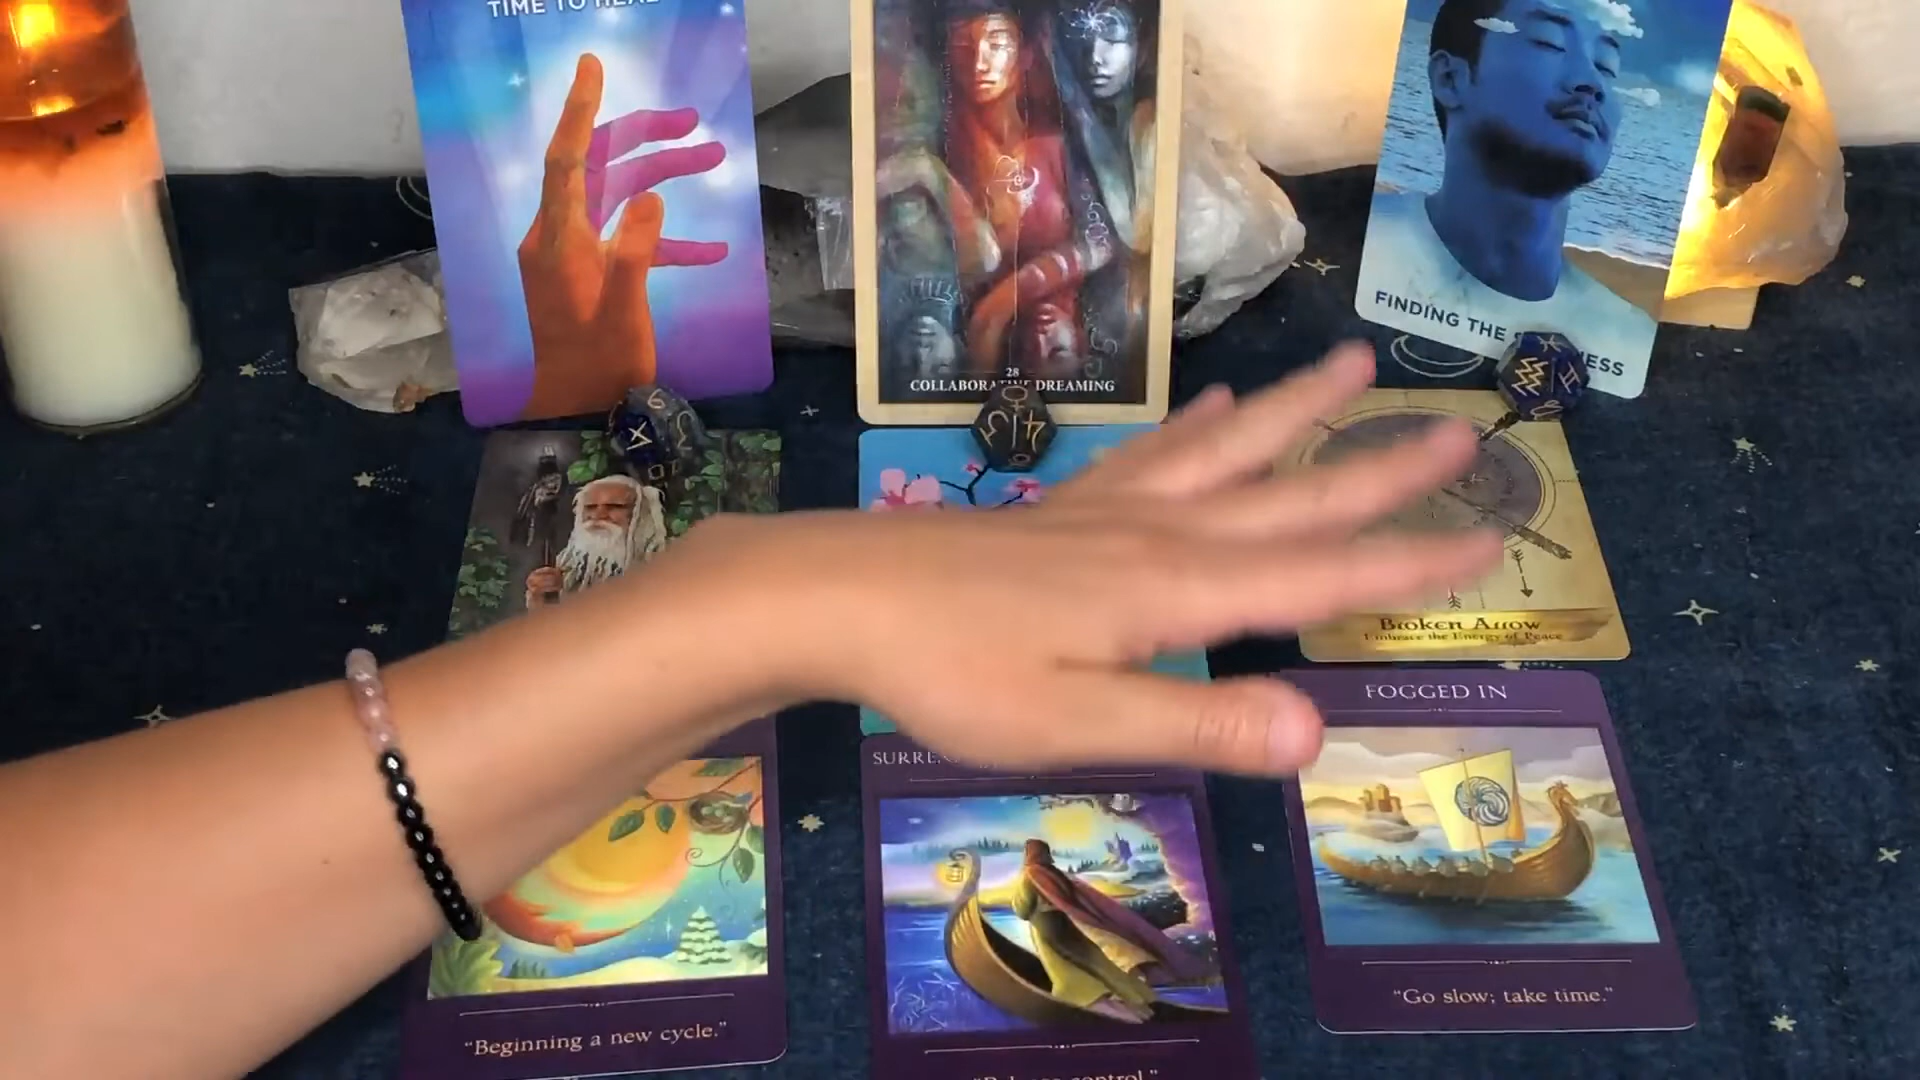 TIME TO HEAL
28
COLLABORATIVE DREAMING
FINDING THE
Broken Arrow
Embrace the Energy of Peace
FOGGED IN
"Go slow; take time."
"Beginning a new cycle."
control."